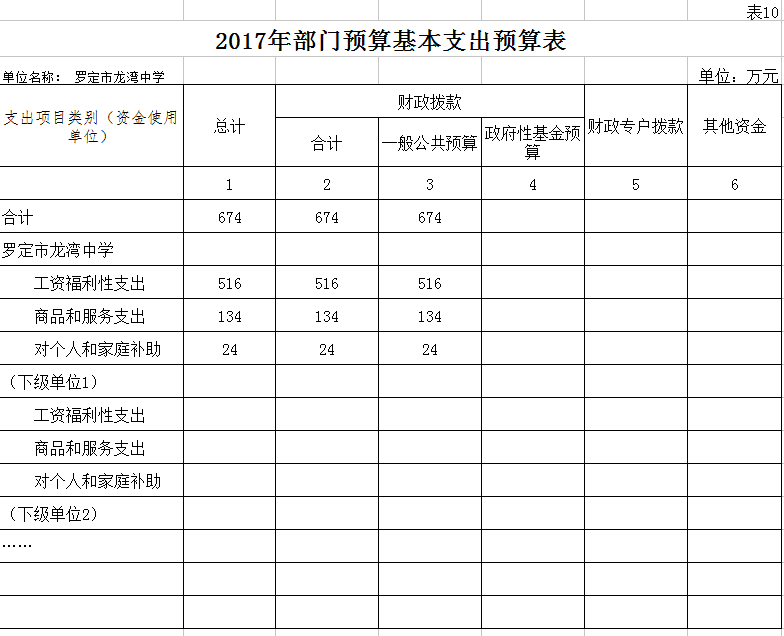 表10
2017年部门预算基本支出预算表
单位名称： 罗定市龙湾中学 单位：万元
支出项目类别（资金使用单位） 总计 财政拨款 财政专户拨款 其他资金
合计 一般公共预算 政府性基金预算
1 2 3 4 5 6
合计 674 674 674
罗定市龙湾中学
工资福利性支出 516 516 516
商品和服务支出 134 134 134
对个人和家庭补助 24 24 24
（下级单位1）
工资福利性支出
商品和服务支出
对个人和家庭补助
（下级单位2）
……